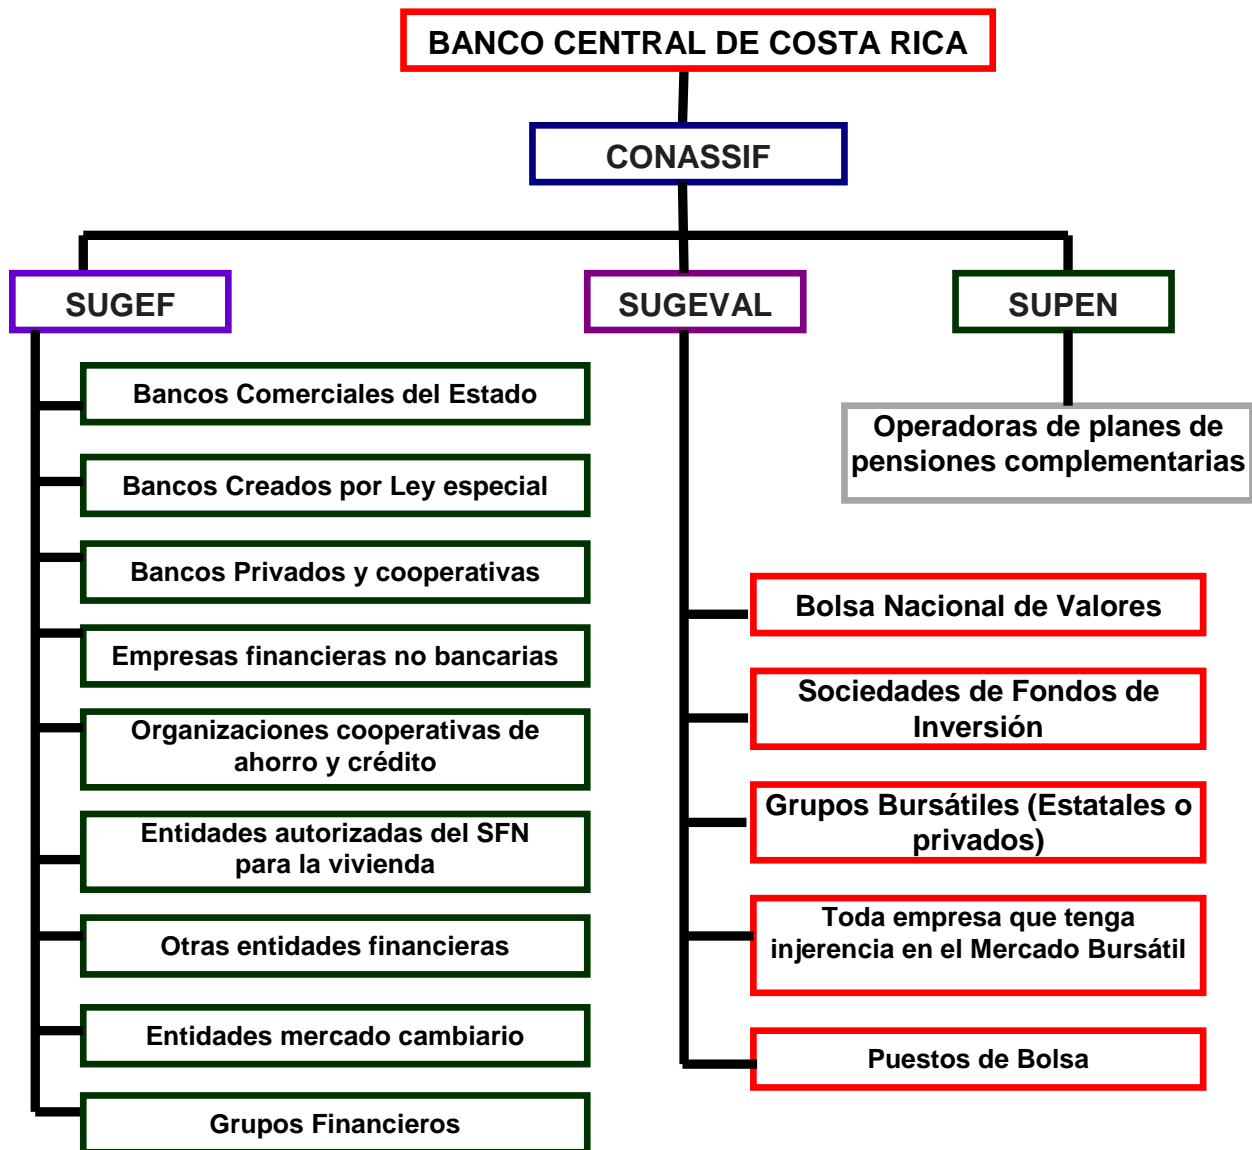 BANCO CENTRAL DE COSTA RICA
CONASSIF
SUGEF
SUGEVAL
SUPEN
Bancos Comerciales del Estado
Bancos Creados por Ley especial
Bancos Privados y cooperativas
Empresas financieras no bancarias
Organizaciones cooperativas de
ahorro y crédito
Entidades autorizadas del SFN
para la vivienda
Otras entidades financieras
Entidades mercado cambiario
Grupos Financieros
Bolsa Nacional de Valores
Sociedades de Fondos de
Inversión
Grupos Bursátiles (Estatales o
privados)
Toda empresa que tenga
injerencia en el Mercado Bursátil
Puestos de Bolsa
Operadoras de planes de
pensiones complementarias